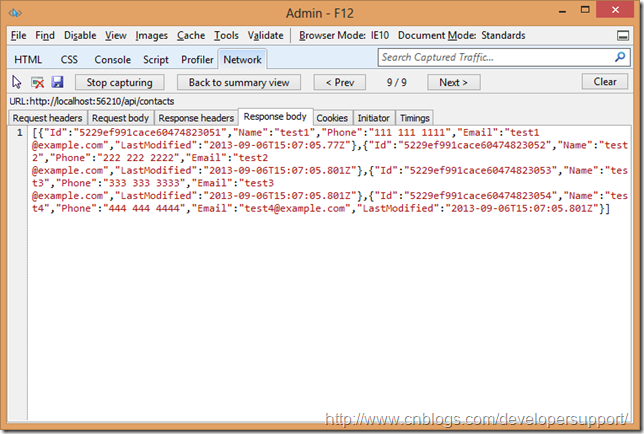 Admin - F12
File Find Disable View Images Cache Tools Validate Browser Mode: IE10 Document Mode: Standards
HTML CSS Console Script Profiler Network Search Captured Traffic...
Stop capturing Back to summary view < Prev 9 / 9 Next > Clear
URL:http://localhost:56210/api/contacts
Request headers Request body Response headers Response body Cookies Initiator Timings
1 [{"Id":"5229ef991cace60474823051","Name":"test1","Phone":"111 111 1111","Email":"test1
@example.com","LastModified":"2013-09-06T15:07:05.77Z"},{"Id":"5229ef991cace60474823052","Name":"test
2","Phone":"222 222 2222","Email":"test2
@example.com","LastModified":"2013-09-06T15:07:05.801Z"},{"Id":"5229ef991cace60474823053","Name":"tes
t3","Phone":"333 333 3333","Email":"test3
@example.com","LastModified":"2013-09-06T15:07:05.801Z"},{"Id":"5229ef991cace60474823054","Name":"tes
t4","Phone":"444 444 4444","Email":"test4@example.com","LastModified":"2013-09-06T15:07:05.801Z"}]
http://www.cnblogs.com/developersupport/